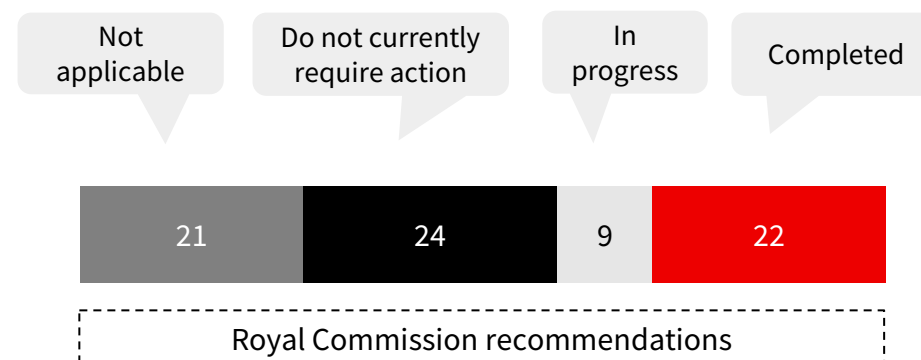 Not
applicable
Do not currently
require action
In
progress
Completed
21
24
9
22
Royal Commission recommendations